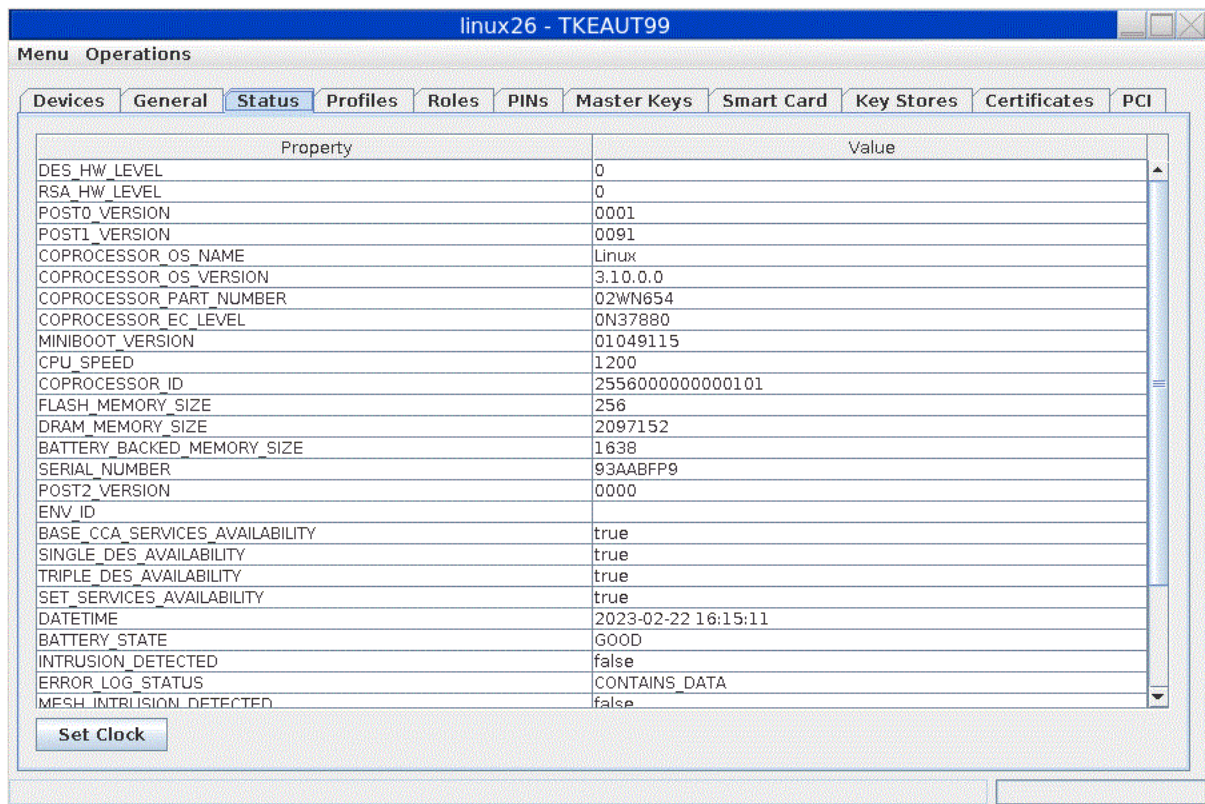 linux26 - TKEAUT99
Menu Operations
Devices General Status Profiles Roles PINs Master Keys Smart Card Key Stores Certificates PCI
Property Value
DES_HW_LEVEL 0
RSA_HW_LEVEL 0
POST0_VERSION 0001
POST1_VERSION 0091
COPROCESSOR_OS_NAME Linux
COPROCESSOR_OS_VERSION 3.10.0.0
COPROCESSOR_PART_NUMBER 02WN654
COPROCESSOR_EC_LEVEL 0N37880
MINIBOOT_VERSION 01049115
CPU_SPEED 1200
COPROCESSOR_ID 2556000000000101
FLASH_MEMORY_SIZE 256
DRAM_MEMORY_SIZE 2097152
BATTERY_BACKED_MEMORY_SIZE 1638
SERIAL_NUMBER 93AABFP9
POST2_VERSION 0000
ENV_ID
BASE_CCA_SERVICES_AVAILABILITY true
SINGLE_DES_AVAILABILITY true
TRIPLE_DES_AVAILABILITY true
SET_SERVICES_AVAILABILITY true
DATETIME 2023-02-22 16:15:11
BATTERY_STATE GOOD
INTRUSION_DETECTED false
ERROR_LOG_STATUS CONTAINS_DATA
MESH_INTRUSION_DETECTED false
Set Clock